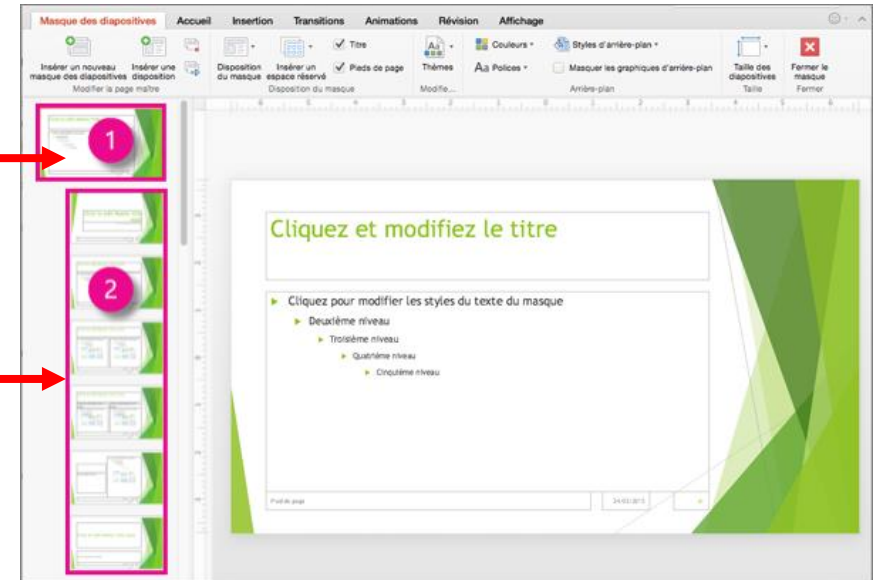 Masque des diapositives Accueil Insertion Transitions Animations Révision Affichage
Insérer un nouveau masque des diapositives
Insérer une disposition
Modifier la page maître
Disposition du masque
Insérer un espace réservé
Titre
Pieds de page
Disposition du masque
Thèmes
Modifie...
Couleurs
Aa Polices
Styles d'arrière-plan
Masquer les graphiques d'arrière-plan
Arrière-plan
Taille des diapositives
Taille
Fermer le masque
Fermer
1
2
Cliquez et modifiez le titre
Cliquez pour modifier les styles du texte du masque
Deuxième niveau
Troisième niveau
Quatrième niveau
Cinquième niveau
Pied de page